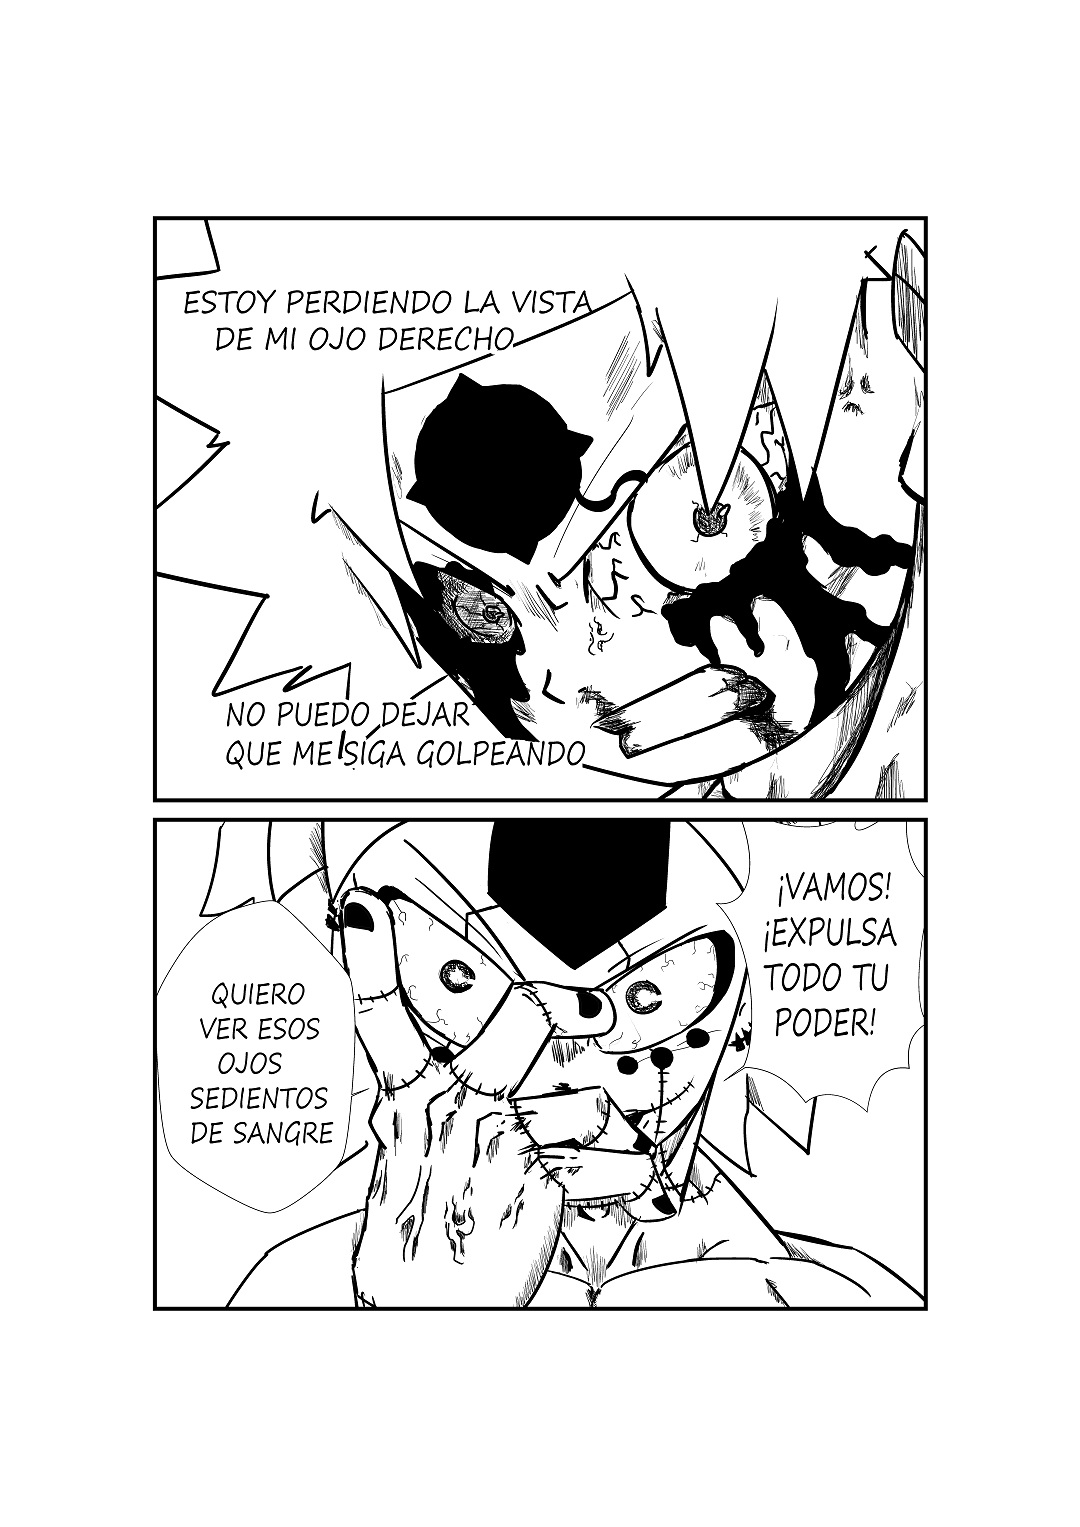 ESTOY PERDIENDO LA VISTA
DE MI OJO DERECHO
NO PUEDO DEJAR
QUE ME SIGA GOLPEANDO
QUIERO
VER ESOS
OJOS
SEDIENTOS
DE SANGRE
¡VAMOS!
¡EXPULSA
TODO TU
PODER!